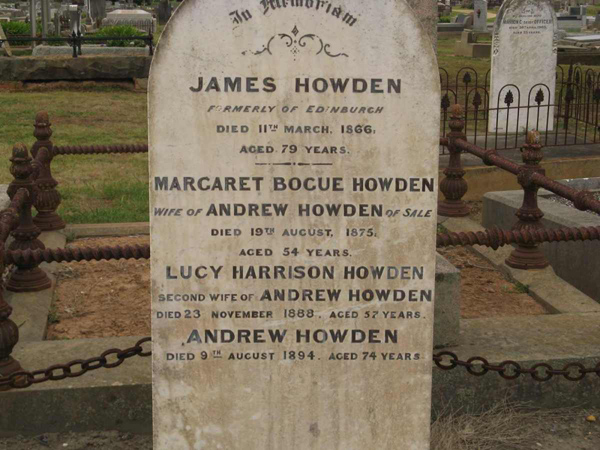 In Memoriam
JAMES HOWDEN
FORMERLY OF EDINBURGH
DIED 11TH MARCH, 1866,
AGED 79 YEARS.
MARGARET BOGUE HOWDEN
WIFE OF ANDREW HOWDEN OF SALE
DIED 19TH AUGUST, 1875,
AGED 54 YEARS.
LUCY HARRISON HOWDEN
SECOND WIFE OF ANDREW HOWDEN
DIED 23 NOVEMBER 1888, AGED 57 YEARS.
ANDREW HOWDEN
DIED 9TH AUGUST 1894. AGED 74 YEARS